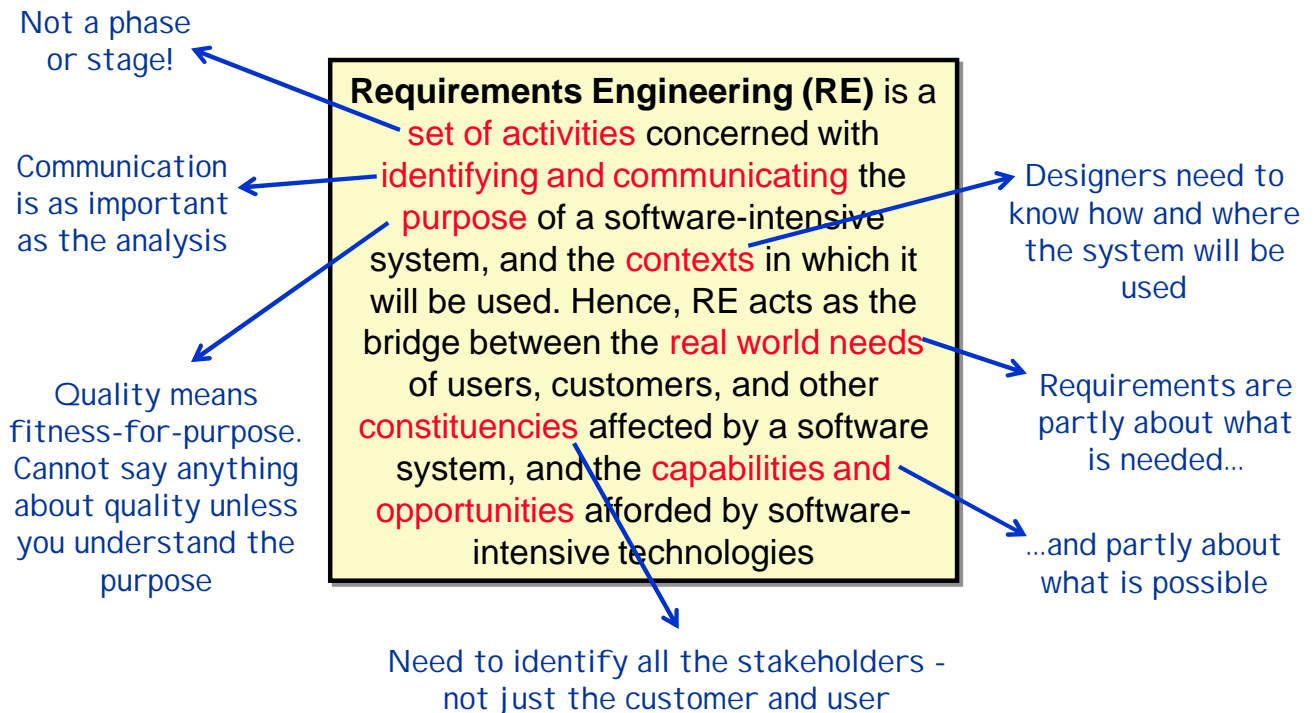 Not a phase
or stage!
Communication
is as important
as the analysis
Quality means
fitness-for-purpose.
Cannot say anything
about quality unless
you understand the
purpose
Requirements Engineering (RE) is a
set of activities concerned with
identifying and communicating the
purpose of a software-intensive
system, and the contexts in which it
will be used. Hence, RE acts as the
bridge between the real world needs
of users, customers, and other
constituencies affected by a software
system, and the capabilities and
opportunities afforded by software-
intensive technologies
Designers need to
know how and where
the system will be
used
Requirements are
partly about what
is needed…
…and partly about
what is possible
Need to identify all the stakeholders -
not just the customer and user